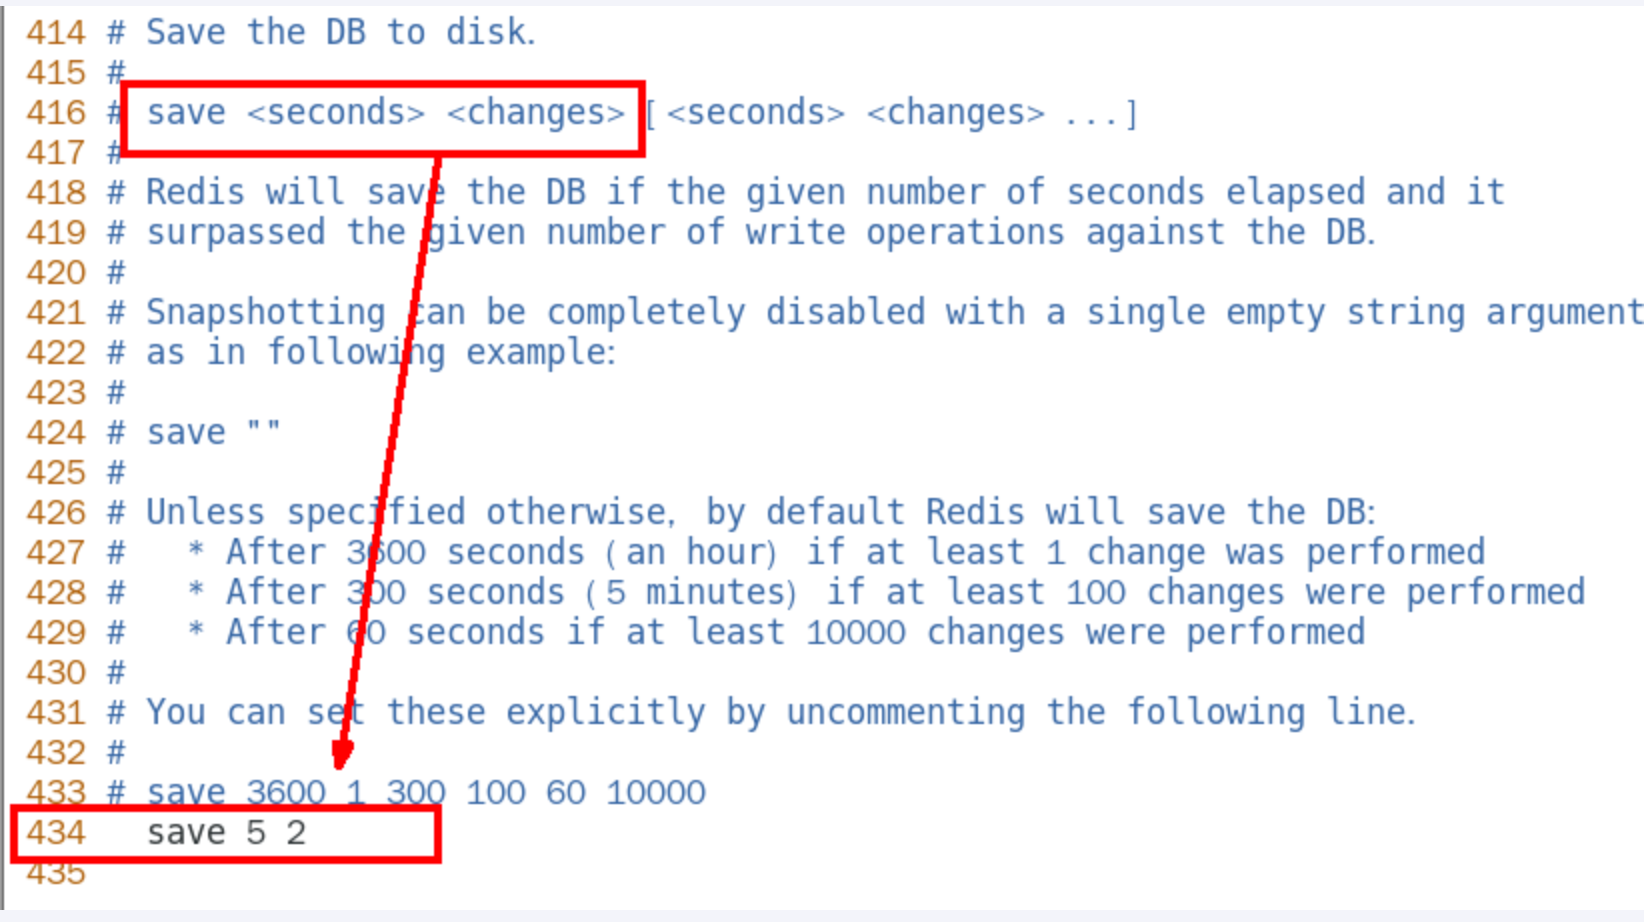 414 # Save the DB to disk.
415 #
416 # save <seconds> <changes> [<seconds> <changes> ...]
417 #
418 # Redis will save the DB if the given number of seconds elapsed and it
419 # surpassed the given number of write operations against the DB.
420 #
421 # Snapshotting can be completely disabled with a single empty string argument
422 # as in following example:
423 #
424 # save ""
425 #
426 # Unless specified otherwise, by default Redis will save the DB:
427 #   * After 3600 seconds (an hour) if at least 1 change was performed
428 #   * After 300 seconds (5 minutes) if at least 100 changes were performed
429 #   * After 60 seconds if at least 10000 changes were performed
430 #
431 # You can set these explicitly by uncommenting the following line.
432 #
433 # save 3600 1 300 100 60 10000
434   save 5 2
435